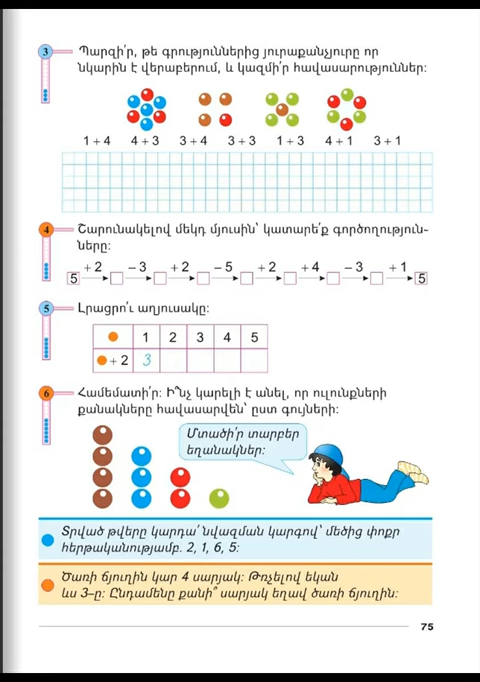 3 Պարզի՛ր, թե գրություններից յուրաքանչյուրը որ
նկարին է վերաբերում, և կազմի՛ր հավասարություններ:
1 + 4 4 + 3 3 + 4 3 + 3 1 + 3 4 + 1 3 + 1
4 Շարունակելով մեկդ մյուսին՝ կատարե՛ք գործողություն-
ները:
5 + 2 – 3 + 2 – 5 + 2 + 4 – 3 + 1 5
5 Լրացրո՛ւ աղյուսակը:
1 2 3 4 5
+ 2 3
6 Համեմատի՛ր: Ի՞նչ կարելի է անել, որ ուլունքների
քանակները հավասարվեն՝ ըստ գույների:
Մտածի՛ր տարբեր
եղանակներ:
Տրված թվերը կարդա՛ նվազման կարգով՝ մեծից փոքր
հերթականությամբ. 2, 1, 6, 5:
Ծառի ճյուղին կար 4 սարյակ: Թռչելով եկան
ևս 3–ը: Ընդամենը քանի՞ սարյակ եղավ ծառի ճյուղին:
75